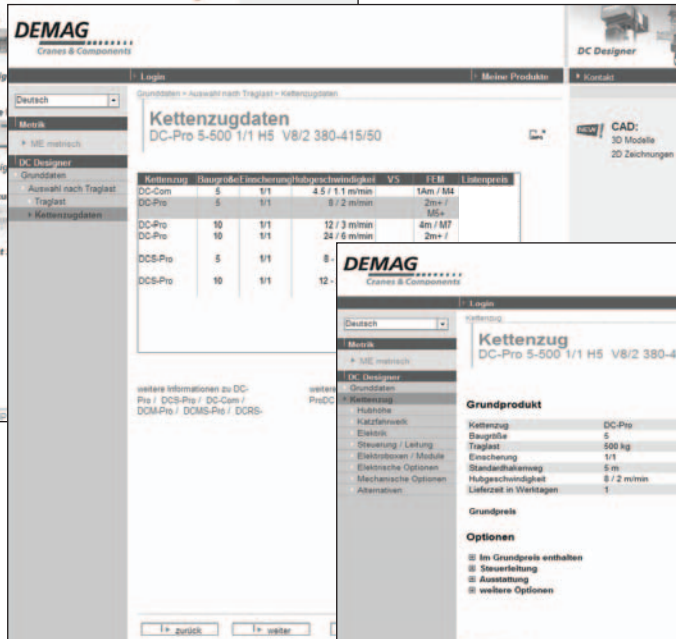 DEMAG
Cranes & Components
DC Designer
Login
Meine Produkte
Kontakt
Deutsch
Grunddaten > Auswahl nach Traglast > Kettenzugdaten
Metrik
ME metrisch
DC Designer
Grunddaten
Auswahl nach Traglast
Traglast
Kettenzugdaten
Kettenzugdaten
DC-Pro 5-500 1/1 H5 V8/2 380-415/50
NEW
CAD:
3D Modelle
2D Zeichnungen
Kettenzug Baugröße Einscherung Hubgeschwindigkeit VS FEM Listenpreis
DC-Com 5 1/1 4.5 / 1.1 m/min 1Am / M4
DC-Pro 5 1/1 8 / 2 m/min 2m+ /
M5+
DC-Pro 10 1/1 12 / 3 m/min 4m / M7
DC-Pro 10 1/1 24 / 6 m/min 2m+ /
DCS-Pro 5 1/1 8 -
DCS-Pro 10 1/1 12 -
weitere Informationen zu DC-
Pro / DCS-Pro / DC-Com /
DCM-Pro / DCMS-Pro / DCRS-
weitere
ProDC
zurück
weiter
DEMAG
Cranes & Components
Login
Deutsch
Kettenzug
Metrik
ME metrisch
DC Designer
Grunddaten
Kettenzug
Hubhöhe
Katzfahrwerk
Elektrik
Steuerung / Leitung
Elektroboxen / Module
Elektrische Optionen
Mechanische Optionen
Alternativen
Kettenzug
DC-Pro 5-500 1/1 H5 V8/2 380-4
Grundprodukt
Kettenzug DC-Pro
Baugröße 5
Traglast 500 kg
Einscherung 1/1
Standardhakenweg 5 m
Hubgeschwindigkeit 8 / 2 m/min
Lieferzeit in Werktagen 1
Grundpreis
Optionen
Im Grundpreis enthalten
Steuerleitung
Ausstattung
weitere Optionen